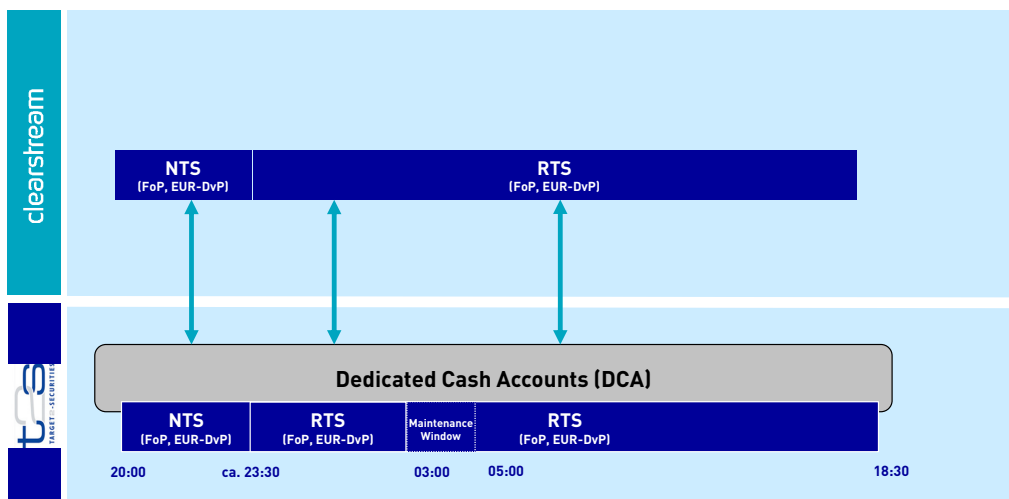 clearstream
NTS
(FoP, EUR-DvP)
RTS
(FoP, EUR-DvP)
t2s
TARGET2-SECURITIES
Dedicated Cash Accounts (DCA)
NTS
(FoP, EUR-DvP)
RTS
(FoP, EUR-DvP)
Maintenance
Window
RTS
(FoP, EUR-DvP)
20:00
ca. 23:30
03:00
05:00
18:30